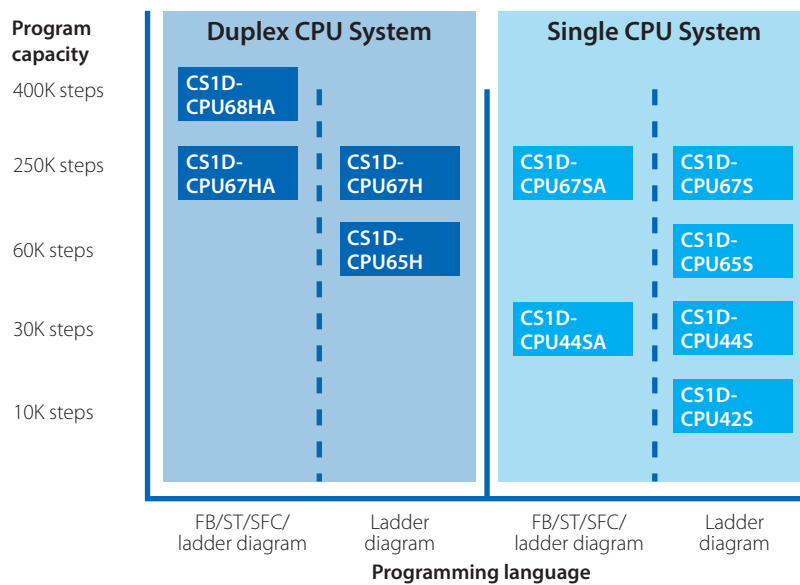 Program
capacity
Duplex CPU System
Single CPU System
400K steps
CS1D-
CPU68HA
250K steps
CS1D-
CPU67HA
CS1D-
CPU67H
CS1D-
CPU67SA
CS1D-
CPU67S
60K steps
CS1D-
CPU65H
CS1D-
CPU65S
30K steps
CS1D-
CPU44SA
CS1D-
CPU44S
10K steps
CS1D-
CPU42S
FB/ST/SFC/
ladder diagram
Ladder
diagram
FB/ST/SFC/
ladder diagram
Ladder
diagram
Programming language